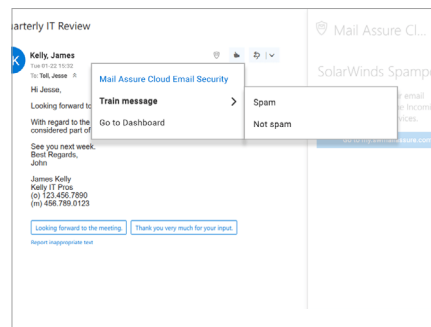 arterly IT Review
Mail Assure Cl...
Kelly, James
Tue 01-22 15:32
To: Toll, Jesse
Hi Jesse,
Mail Assure Cloud Email Security
SolarWinds Spampe
Looking forward to
Train message
Spam
email
With regard to the
considered part of
Go to Dashboard
Not spam
See you next week.
Best Regards,
John
James Kelly
Kelly IT Pros
(o) 123.456.7890
(m) 456.789.0123
Looking forward to the meeting.
Thank you very much for your input.
Report inappropriate text